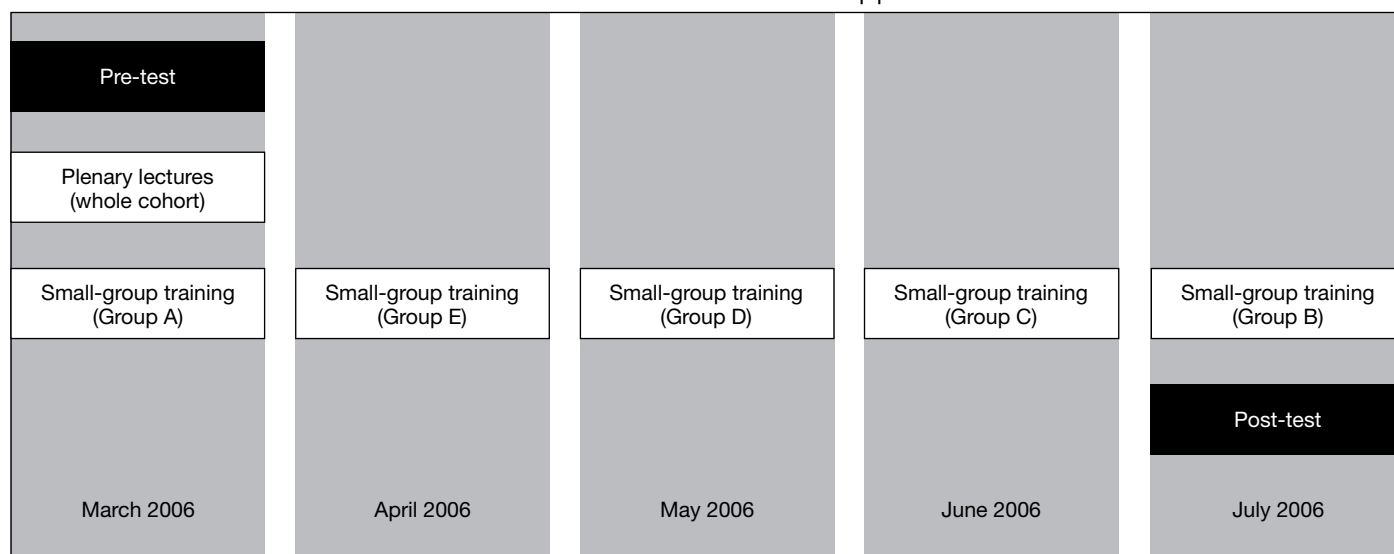 Pre-test
Plenary lectures
(whole cohort)
Small-group training
(Group A)
Small-group training
(Group E)
Small-group training
(Group D)
Small-group training
(Group C)
Small-group training
(Group B)
Post-test
March 2006
April 2006
May 2006
June 2006
July 2006